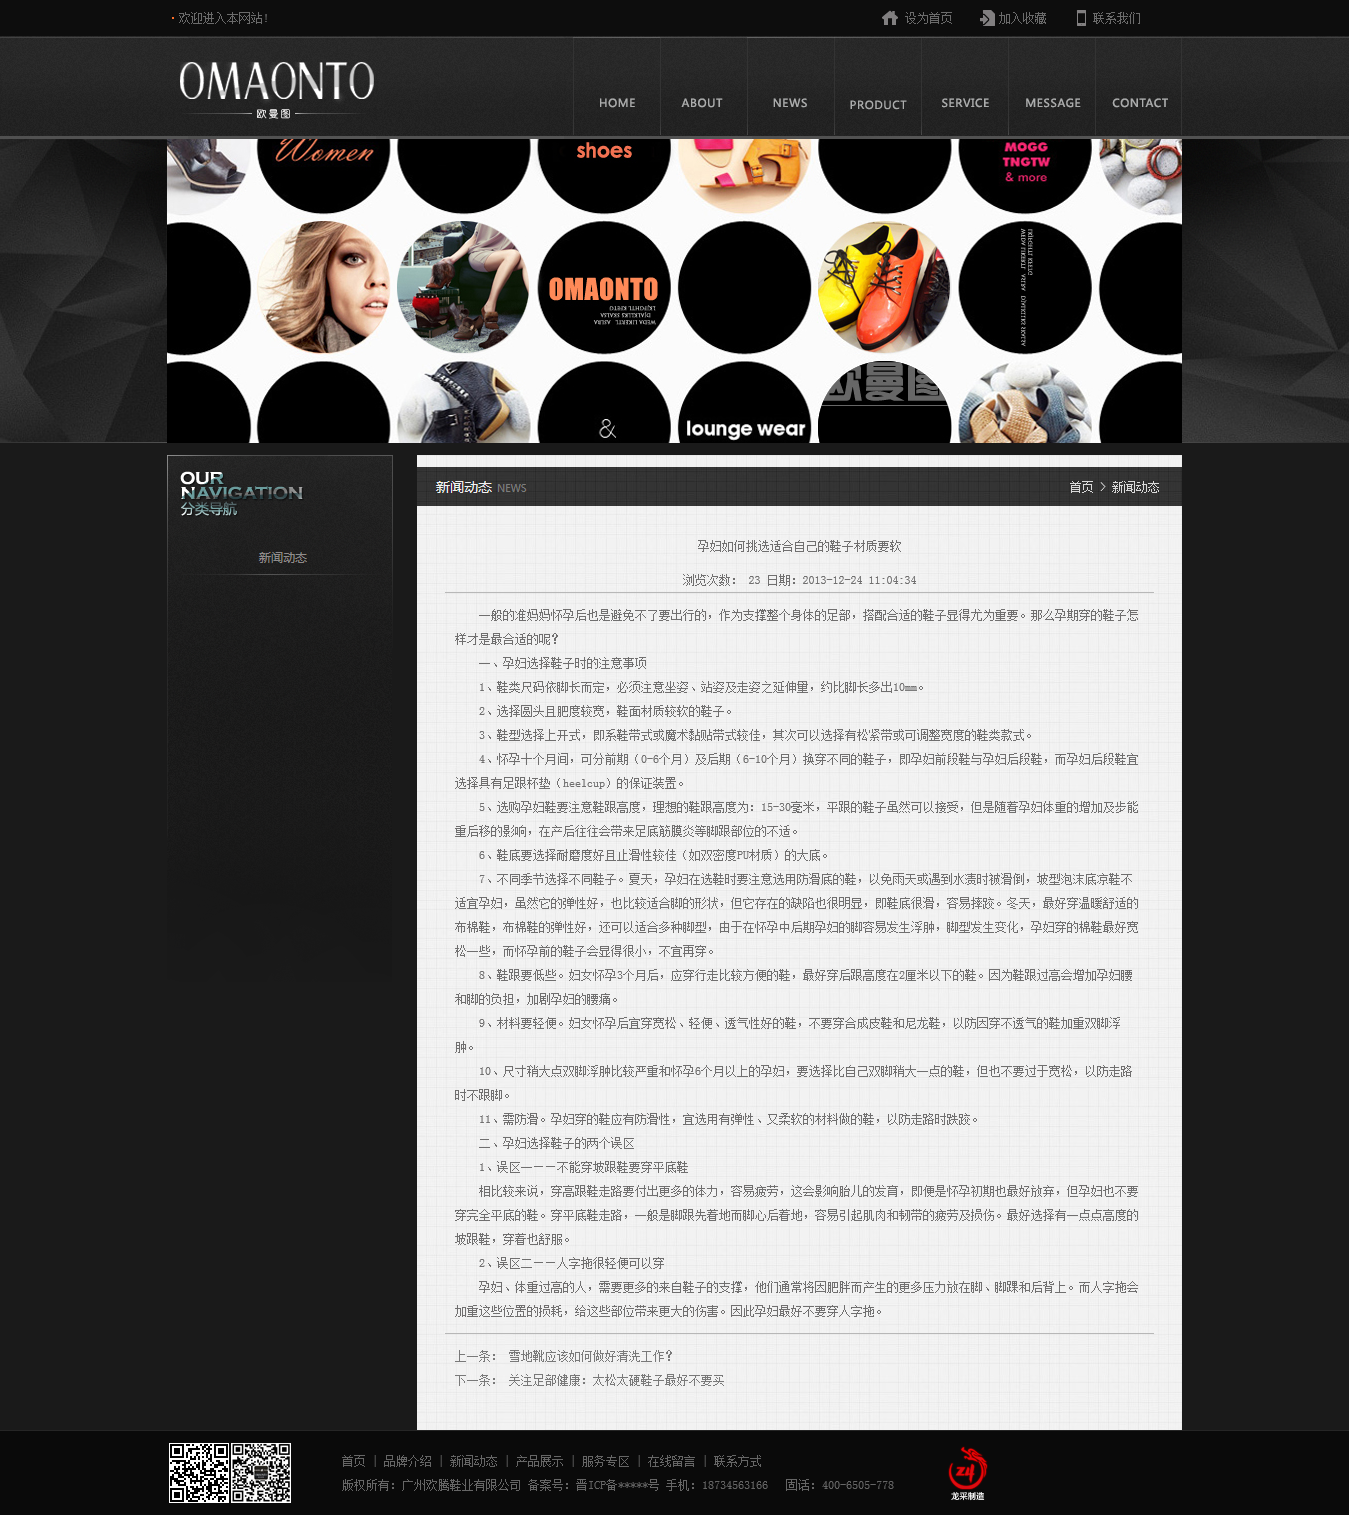 欢迎进入本网站!
设为首页
加入收藏
联系我们
OMAONTO
欧曼图
HOME
ABOUT
NEWS
PRODUCT
SERVICE
MESSAGE
CONTACT
Women
shoes
MOGG
TNGTW
& more
OMAONTO
欧曼图
&
lounge wear
OUR
NAVIGATION
分类导航
新闻动态
新闻动态 NEWS
首页 > 新闻动态
孕妇如何挑选适合自己的鞋子材质要软
浏览次数： 23 日期：2013-12-24 11:04:34
一般的准妈妈怀孕后也是避免不了要出行的，作为支撑整个身体的足部，搭配合适的鞋子显得尤为重要。那么孕期穿的鞋子怎
样才是最合适的呢？
一、孕妇选择鞋子时的注意事项
1、鞋类尺码依脚长而定，必须注意坐姿、站姿及走姿之延伸量，约比脚长多出10mm。
2、选择圆头且肥度较宽，鞋面材质较软的鞋子。
3、鞋型选择上开式，即系鞋带式或魔术黏贴带式较佳，其次可以选择有松紧带或可调整宽度的鞋类款式。
4、怀孕十个月间，可分前期（0-6个月）及后期（6-10个月）换穿不同的鞋子，即孕妇前段鞋与孕妇后段鞋，而孕妇后段鞋宜
选择具有足跟杯垫（heelcup）的保证装置。
5、选购孕妇鞋要注意鞋跟高度，理想的鞋跟高度为：15-30毫米，平跟的鞋子虽然可以接受，但是随着孕妇体重的增加及步能
重后移的影响，在产后往往会带来足底筋膜炎等脚跟部位的不适。
6、鞋底要选择耐磨度好且止滑性较佳（如双密度PU材质）的大底。
7、不同季节选择不同鞋子。夏天，孕妇在选鞋时要注意选用防滑底的鞋，以免雨天或遇到水渍时被滑倒，坡型泡沫底凉鞋不
适宜孕妇，虽然它的弹性好，也比较适合脚的形状，但它存在的缺陷也很明显，即鞋底很滑，容易摔跤。冬天，最好穿温暖舒适的
布棉鞋，布棉鞋的弹性好，还可以适合多种脚型，由于在怀孕中后期孕妇的脚容易发生浮肿，脚型发生变化，孕妇穿的棉鞋最好宽
松一些，而怀孕前的鞋子会显得很小，不宜再穿。
8、鞋跟要低些。妇女怀孕3个月后，应穿行走比较方便的鞋，最好穿后跟高度在2厘米以下的鞋。因为鞋跟过高会增加孕妇腰
和脚的负担，加剧孕妇的腰痛。
9、材料要轻便。妇女怀孕后宜穿宽松、轻便、透气性好的鞋，不要穿合成皮鞋和尼龙鞋，以防因穿不透气的鞋加重双脚浮
肿。
10、尺寸稍大点双脚浮肿比较严重和怀孕6个月以上的孕妇，要选择比自己双脚稍大一点的鞋，但也不要过于宽松，以防走路
时不跟脚。
11、需防滑。孕妇穿的鞋应有防滑性，宜选用有弹性、又柔软的材料做的鞋，以防走路时跌跤。
二、孕妇选择鞋子的两个误区
1、误区一－－不能穿坡跟鞋要穿平底鞋
相比较来说，穿高跟鞋走路要付出更多的体力，容易疲劳，这会影响胎儿的发育，即便是怀孕初期也最好放弃，但孕妇也不要
穿完全平底的鞋。穿平底鞋走路，一般是脚跟先着地而脚心后着地，容易引起肌肉和韧带的疲劳及损伤。最好选择有一点点高度的
坡跟鞋，穿着也舒服。
2、误区二－－人字拖很轻便可以穿
孕妇、体重过高的人，需要更多的来自鞋子的支撑，他们通常将因肥胖而产生的更多压力放在脚、脚踝和后背上。而人字拖会
加重这些位置的损耗，给这些部位带来更大的伤害。因此孕妇最好不要穿人字拖。
上一条： 雪地靴应该如何做好清洗工作？
下一条： 关注足部健康：太松太硬鞋子最好不要买
首页 | 品牌介绍 | 新闻动态 | 产品展示 | 服务专区 | 在线留言 | 联系方式
版权所有：广州欢腾鞋业有限公司 备案号：晋ICP备*****号 手机：18734563166 固话：400-6505-778
龙采制造